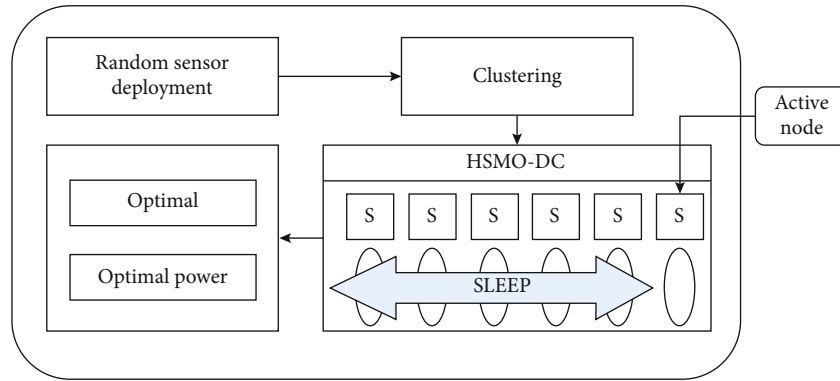 Random sensor
deployment
Clustering
Active
node
HSMO-DC
Optimal
S S S S S S
Optimal power
SLEEP